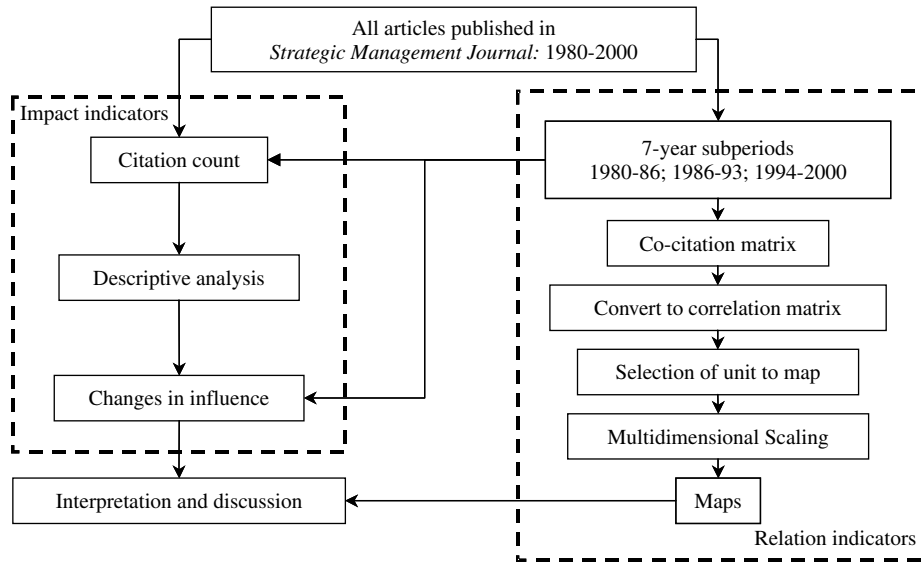 All articles published in
Strategic Management Journal: 1980-2000
Impact indicators
Citation count
Descriptive analysis
Changes in influence
Interpretation and discussion
7-year subperiods
1980-86; 1986-93; 1994-2000
Co-citation matrix
Convert to correlation matrix
Selection of unit to map
Multidimensional Scaling
Maps
Relation indicators